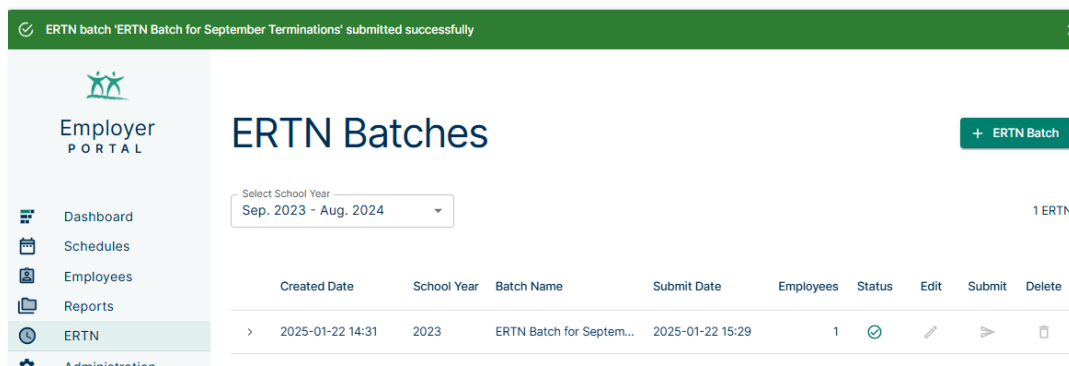 ERTN batch 'ERTN Batch for September Terminations' submitted successfully
Employer
PORTAL
Dashboard
Schedules
Employees
Reports
ERTN
Administration
ERTN Batches
+ ERTN Batch
Select School Year
Sep. 2023 - Aug. 2024
1 ERTN
Created Date School Year Batch Name Submit Date Employees Status Edit Submit Delete
2025-01-22 14:31 2023 ERTN Batch for Septem... 2025-01-22 15:29 1